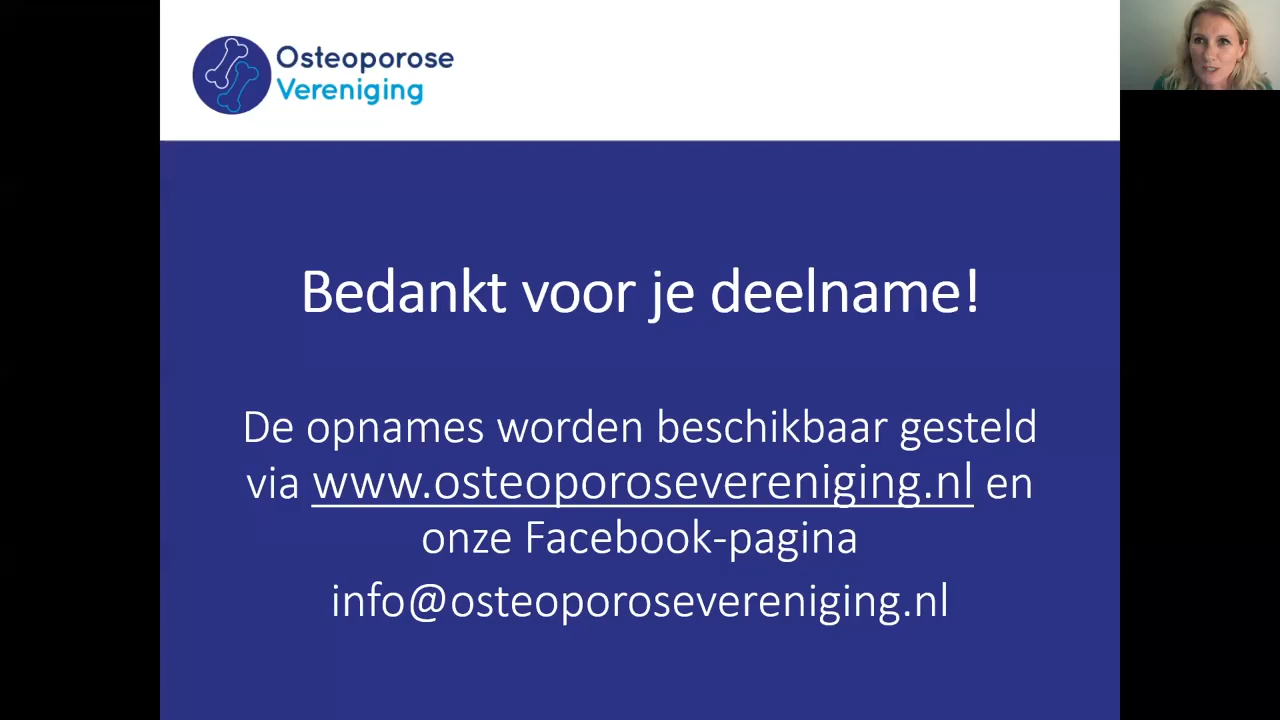 Osteoporose
Vereniging
Bedankt voor je deelname!
De opnames worden beschikbaar gesteld
via www.osteoporosevereniging.nl en
onze Facebook-pagina
info@osteoporosevereniging.nl